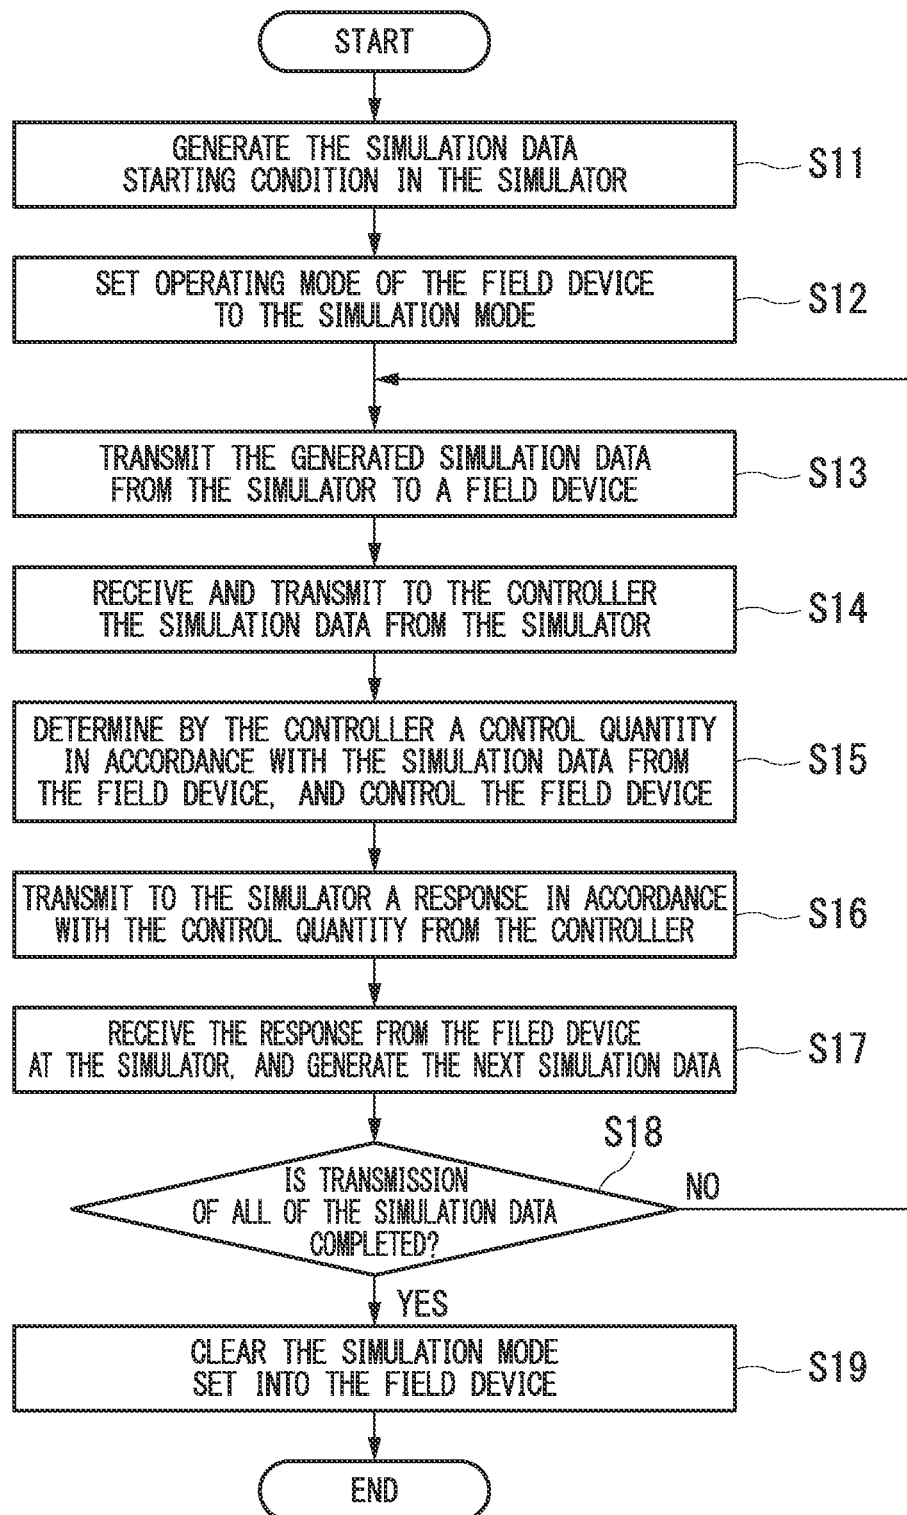 START
GENERATE THE SIMULATION DATA
STARTING CONDITION IN THE SIMULATOR
S11
SET OPERATING MODE OF THE FIELD DEVICE
TO THE SIMULATION MODE
S12
TRANSMIT THE GENERATED SIMULATION DATA
FROM THE SIMULATOR TO A FIELD DEVICE
S13
RECEIVE AND TRANSMIT TO THE CONTROLLER
THE SIMULATION DATA FROM THE SIMULATOR
S14
DETERMINE BY THE CONTROLLER A CONTROL QUANTITY
IN ACCORDANCE WITH THE SIMULATION DATA FROM
THE FIELD DEVICE, AND CONTROL THE FIELD DEVICE
S15
TRANSMIT TO THE SIMULATOR A RESPONSE IN ACCORDANCE
WITH THE CONTROL QUANTITY FROM THE CONTROLLER
S16
RECEIVE THE RESPONSE FROM THE FILED DEVICE
AT THE SIMULATOR, AND GENERATE THE NEXT SIMULATION DATA
S17
S18
IS TRANSMISSION
OF ALL OF THE SIMULATION DATA
COMPLETED?
NO
YES
CLEAR THE SIMULATION MODE
SET INTO THE FIELD DEVICE
S19
END